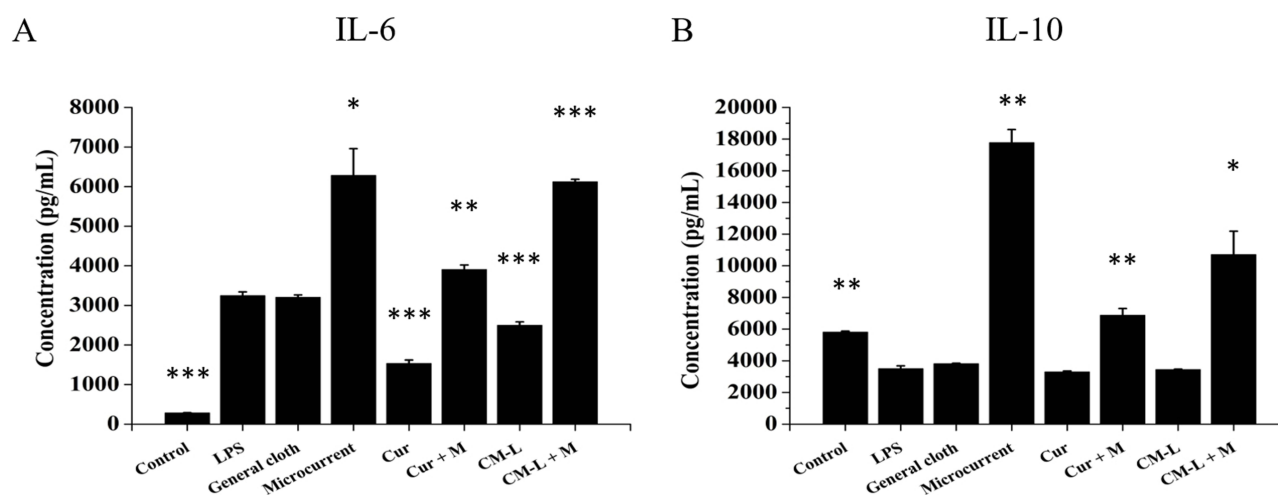 A
IL-6
Concentration (pg/mL)
8000
7000
6000
5000
4000
3000
2000
1000
0
***
*
***
**
***
***
Control
LPS
General cloth
Microcurrent
Cur
Cur + M
CM-L
CM-L + M
B
IL-10
Concentration (pg/mL)
20000
18000
16000
14000
12000
10000
8000
6000
4000
2000
0
**
**
**
*
Control
LPS
General cloth
Microcurrent
Cur
Cur + M
CM-L
CM-L + M